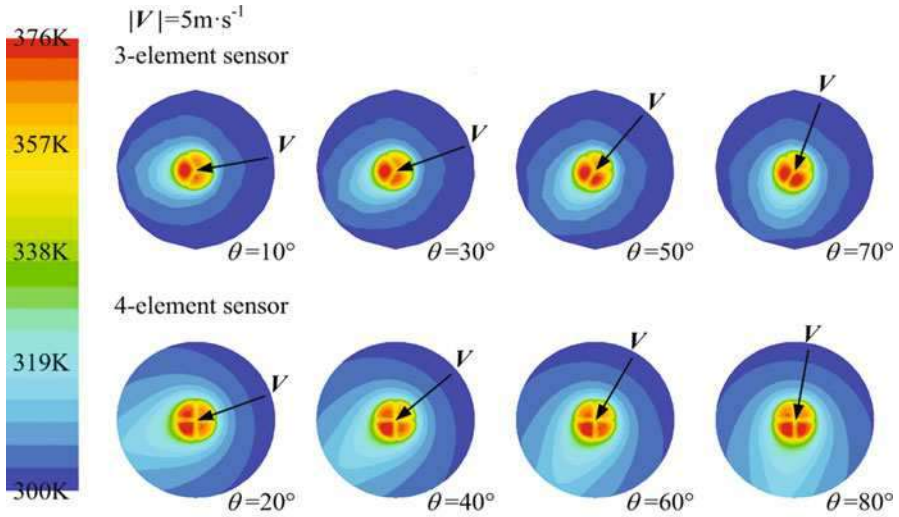 |V|=5m·s⁻¹
376K
3-element sensor
357K
338K
319K
300K
V
V
V
V
θ=10°
θ=30°
θ=50°
θ=70°
4-element sensor
V
V
V
V
θ=20°
θ=40°
θ=60°
θ=80°